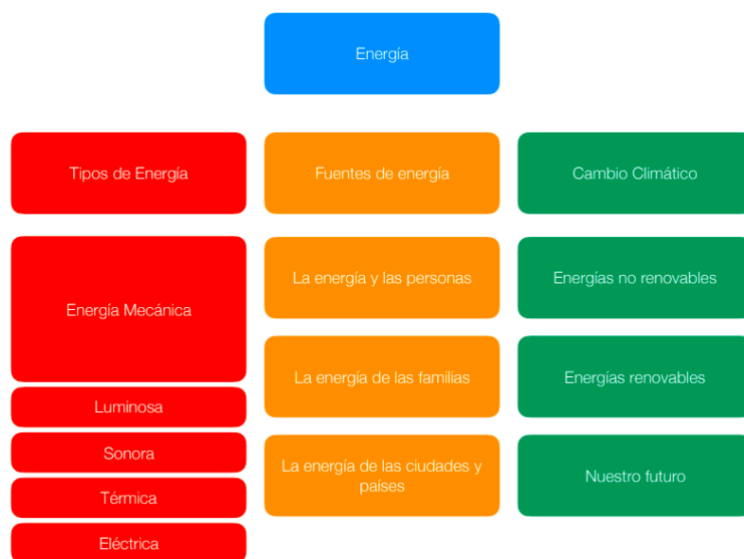 Energía
Tipos de Energía
Fuentes de energía
Cambio Climático
Energía Mecánica
La energía y las personas
Energías no renovables
La energía de las familias
Energías renovables
Luminosa
Sonora
La energía de las ciudades y
países
Nuestro futuro
Térmica
Eléctrica